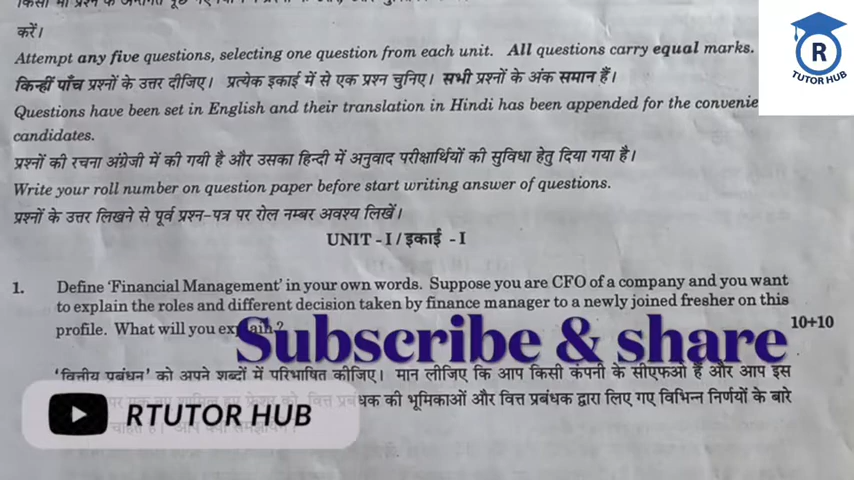 करें।
Attempt any five questions, selecting one question from each unit. All questions carry equal marks.
किन्हीं पाँच प्रश्नों के उत्तर दीजिए। प्रत्येक इकाई में से एक प्रश्न चुनिए। सभी प्रश्नों के अंक समान हैं।
Questions have been set in English and their translation in Hindi has been appended for the convenie
candidates.
प्रश्नों की रचना अंग्रेजी में की गयी है और उसका हिन्दी में अनुवाद परीक्षार्थियों की सुविधा हेतु दिया गया है।
Write your roll number on question paper before start writing answer of questions.
प्रश्नों के उत्तर लिखने से पूर्व प्रश्न-पत्र पर रोल नम्बर अवश्य लिखें।
UNIT - I / इकाई - I
1. Define 'Financial Management' in your own words. Suppose you are CFO of a company and you want
to explain the roles and different decision taken by finance manager to a newly joined fresher on this
profile. What will you explain? 10+10
Subscribe & share
'वित्तीय प्रबंधन' को अपने शब्दों में परिभाषित कीजिए। मान लीजिए कि आप किसी कंपनी के सीएफओ हैं और आप इस
वित्त प्रबंधक की भूमिकाओं और वित्त प्रबंधक द्वारा लिए गए विभिन्न निर्णयों के बारे
RTUTOR HUB
R
TUTOR HUB